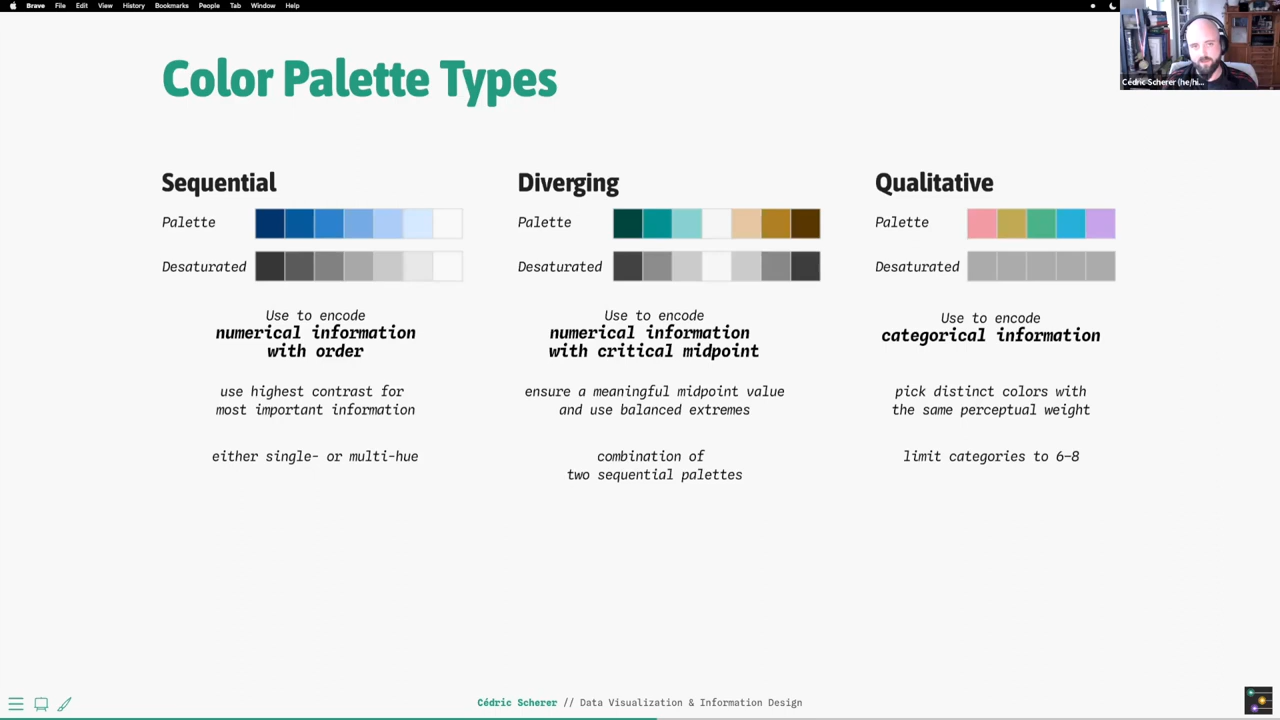 Brave File Edit View History Bookmarks People Tab Window Help
Cédric Scherer (he/hi...
Color Palette Types
Sequential
Palette
Desaturated
Use to encode
numerical information
with order
use highest contrast for
most important information
either single- or multi-hue
Diverging
Palette
Desaturated
Use to encode
numerical information
with critical midpoint
ensure a meaningful midpoint value
and use balanced extremes
combination of
two sequential palettes
Qualitative
Palette
Desaturated
Use to encode
categorical information
pick distinct colors with
the same perceptual weight
limit categories to 6–8
Cédric Scherer // Data Visualization & Information Design